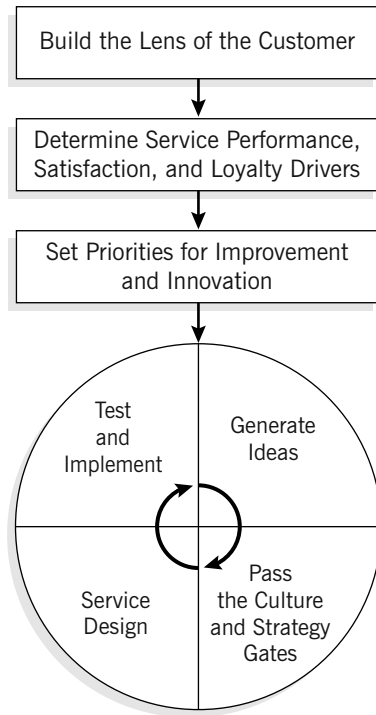 Build the Lens of the Customer
Determine Service Performance,
Satisfaction, and Loyalty Drivers
Set Priorities for Improvement
and Innovation
Test
and
Implement
Generate
Ideas
Service
Design
Pass
the Culture
and Strategy
Gates